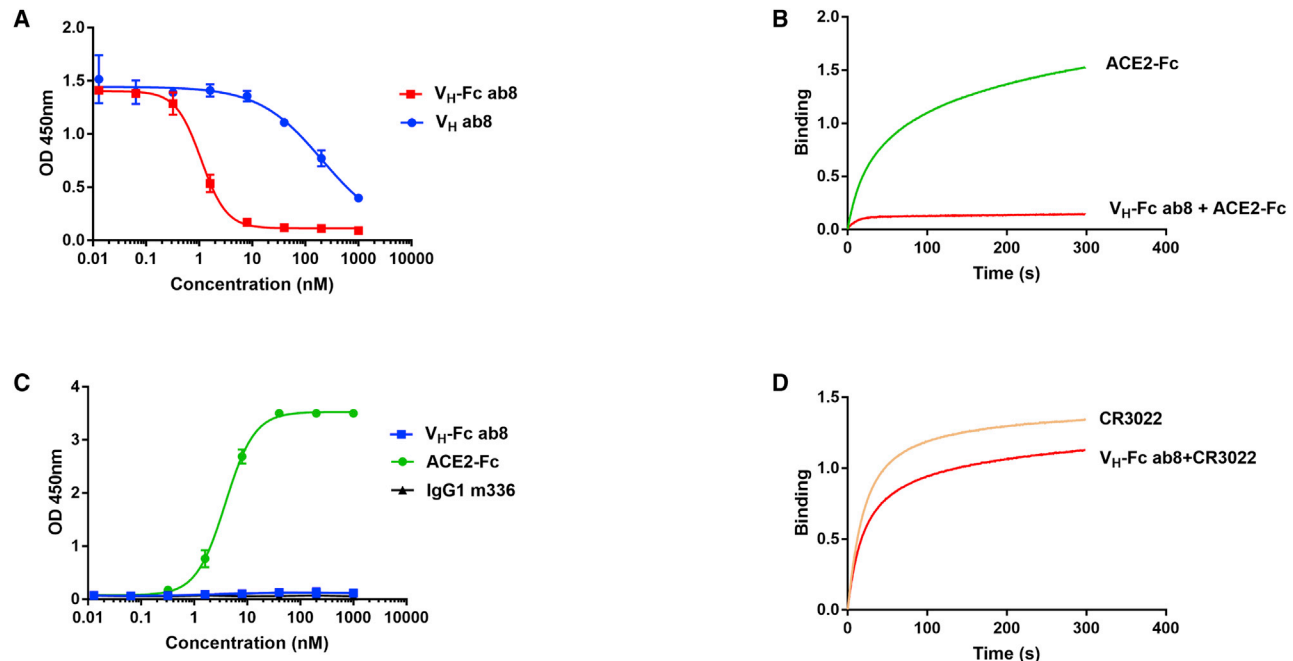 A
2.0
1.5
1.0
0.5
0.0
OD 450nm
0.01 0.1 1 10 100 1000 10000
Concentration (nM)
VH-Fc ab8
VH ab8
B
2.0
1.5
1.0
0.5
0.0
Binding
0 100 200 300 400
Time (s)
ACE2-Fc
VH-Fc ab8 + ACE2-Fc
C
4
3
2
1
0
OD 450nm
0.01 0.1 1 10 100 1000 10000
Concentration (nM)
VH-Fc ab8
ACE2-Fc
IgG1 m336
D
1.5
1.0
0.5
0.0
Binding
0 100 200 300 400
Time (s)
CR3022
VH-Fc ab8+CR3022